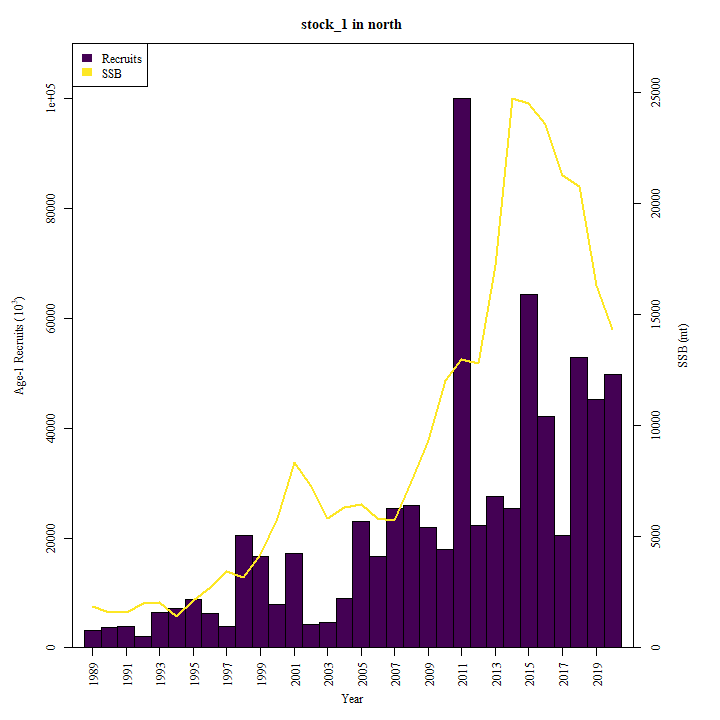 stock_1 in north
Recruits
SSB
Age-1 Recruits (10³)
0
20000
40000
60000
80000
1e+05
SSB (mt)
0
5000
10000
15000
20000
25000
1989 1991 1993 1995 1997 1999 2001 2003 2005 2007 2009 2011 2013 2015 2017 2019
Year